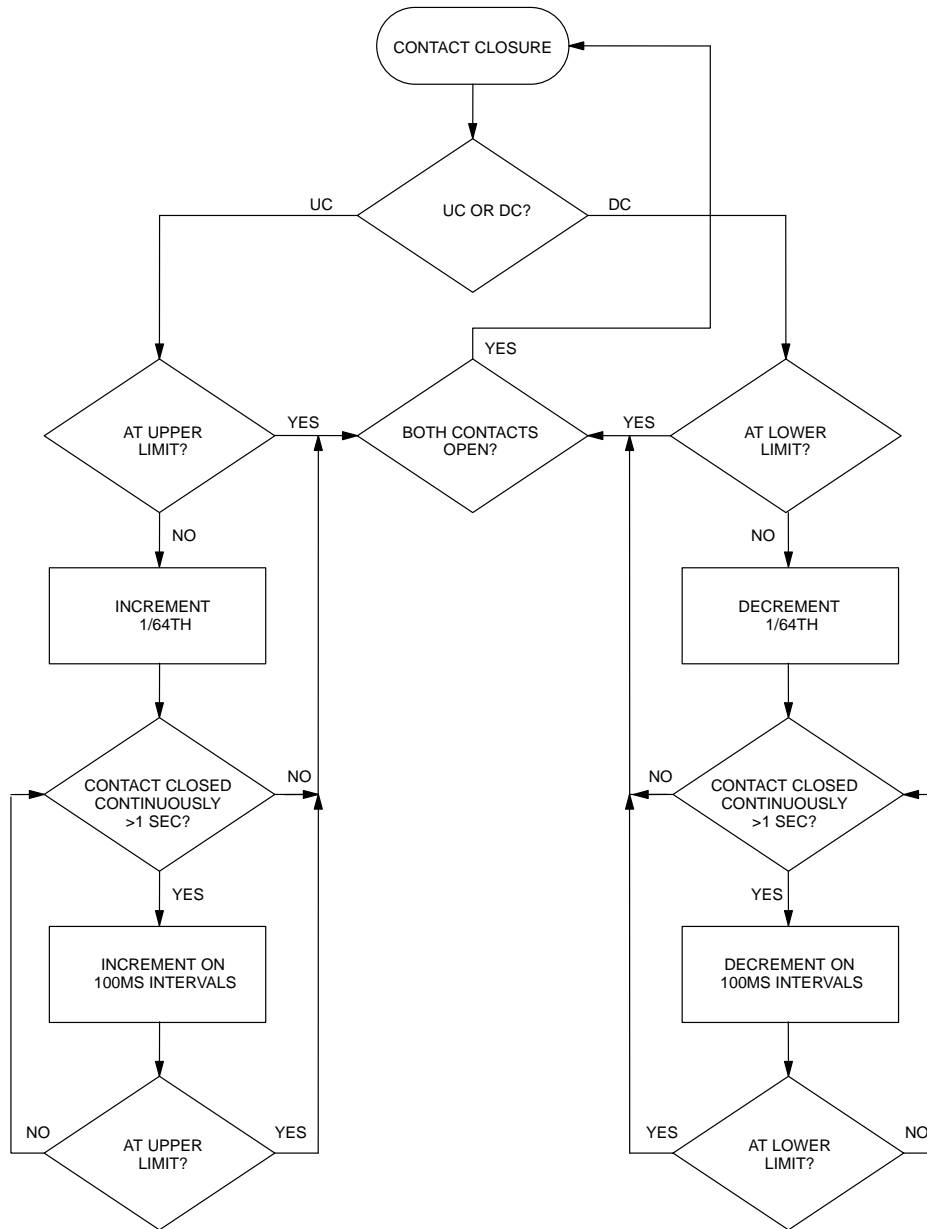 CONTACT CLOSURE
UC
UC OR DC?
DC
YES
AT UPPER
LIMIT?
YES
BOTH CONTACTS
OPEN?
YES
AT LOWER
LIMIT?
NO
NO
INCREMENT
1/64TH
DECREMENT
1/64TH
CONTACT CLOSED
CONTINUOUSLY
>1 SEC?
NO
NO
CONTACT CLOSED
CONTINUOUSLY
>1 SEC?
YES
YES
INCREMENT ON
100MS INTERVALS
DECREMENT ON
100MS INTERVALS
NO
AT UPPER
LIMIT?
YES
YES
AT LOWER
LIMIT?
NO